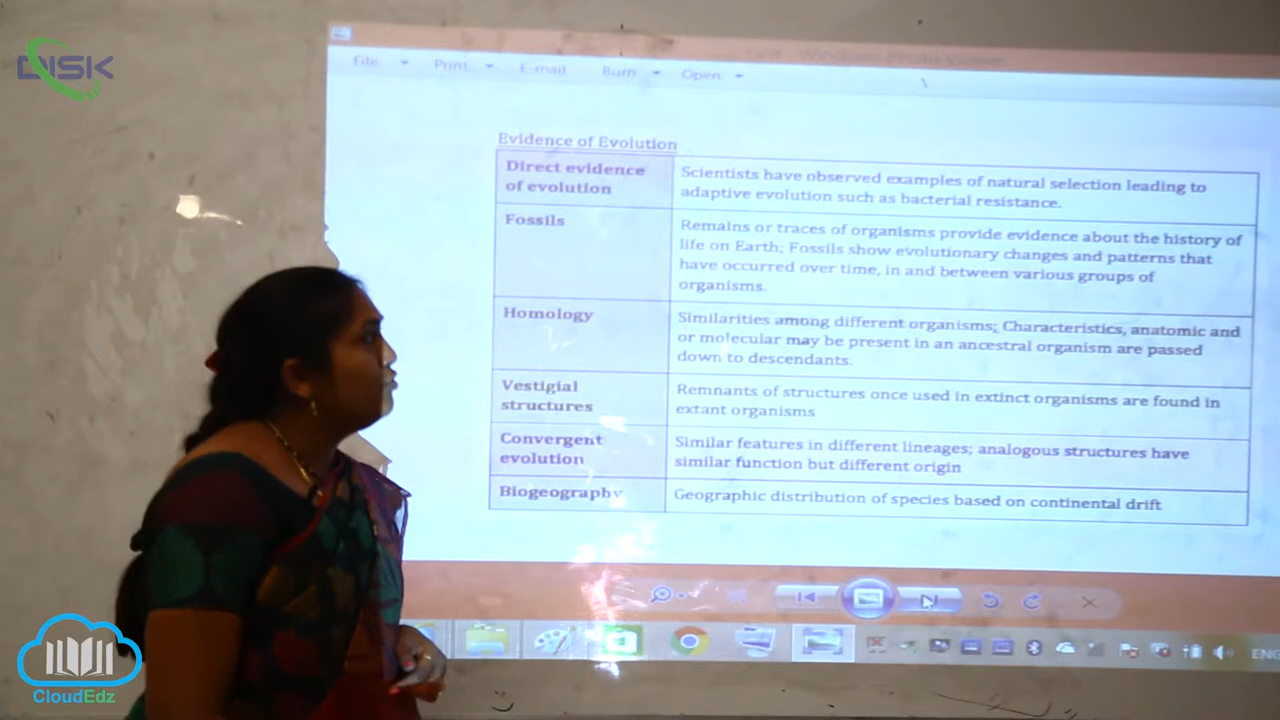 DISK
File Print E-mail Burn Open
Evidence of Evolution
Direct evidence
of evolution
Scientists have observed examples of natural selection leading to
adaptive evolution such as bacterial resistance.
Fossils
Remains or traces of organisms provide evidence about the history of
life on Earth; Fossils show evolutionary changes and patterns that
have occurred over time, in and between various groups of
organisms.
Homology
Similarities among different organisms; Characteristics, anatomic and
or molecular may be present in an ancestral organism are passed
down to descendants.
Vestigial
structures
Remnants of structures once used in extinct organisms are found in
extant organisms
Convergent
evolution
Similar features in different lineages; analogous structures have
similar function but different origin
Biogeography
Geographic distribution of species based on continental drift
ENG
CloudEdz